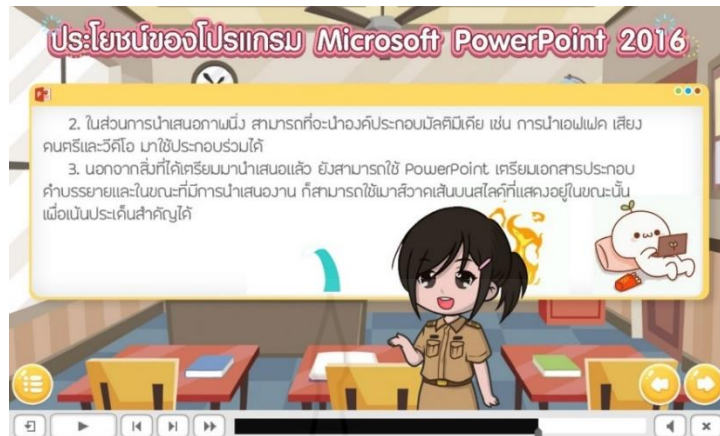 ประโยชน์ของโปรแกรม Microsoft PowerPoint 2016
2. ในส่วนการนำเสนอภาพนิ่ง สามารถที่จะนำองค์ประกอบมัลติมีเดีย เช่น การนำเอฟเฟค เสียง
ดนตรีและวีดีโอ มาใช้ประกอบร่วมได้
3. นอกจากสิ่งที่ได้เตรียมมานำเสนอแล้ว ยังสามารถใช้ PowerPoint เตรียมเอกสารประกอบ
คำบรรยายและในขณะที่มีการนำเสนองาน ก็สามารถใช้เมาส์วาดเส้นบนสไลด์ที่แสดงอยู่ในขณะนั้น
เพื่อเน้นประเด็นสำคัญได้